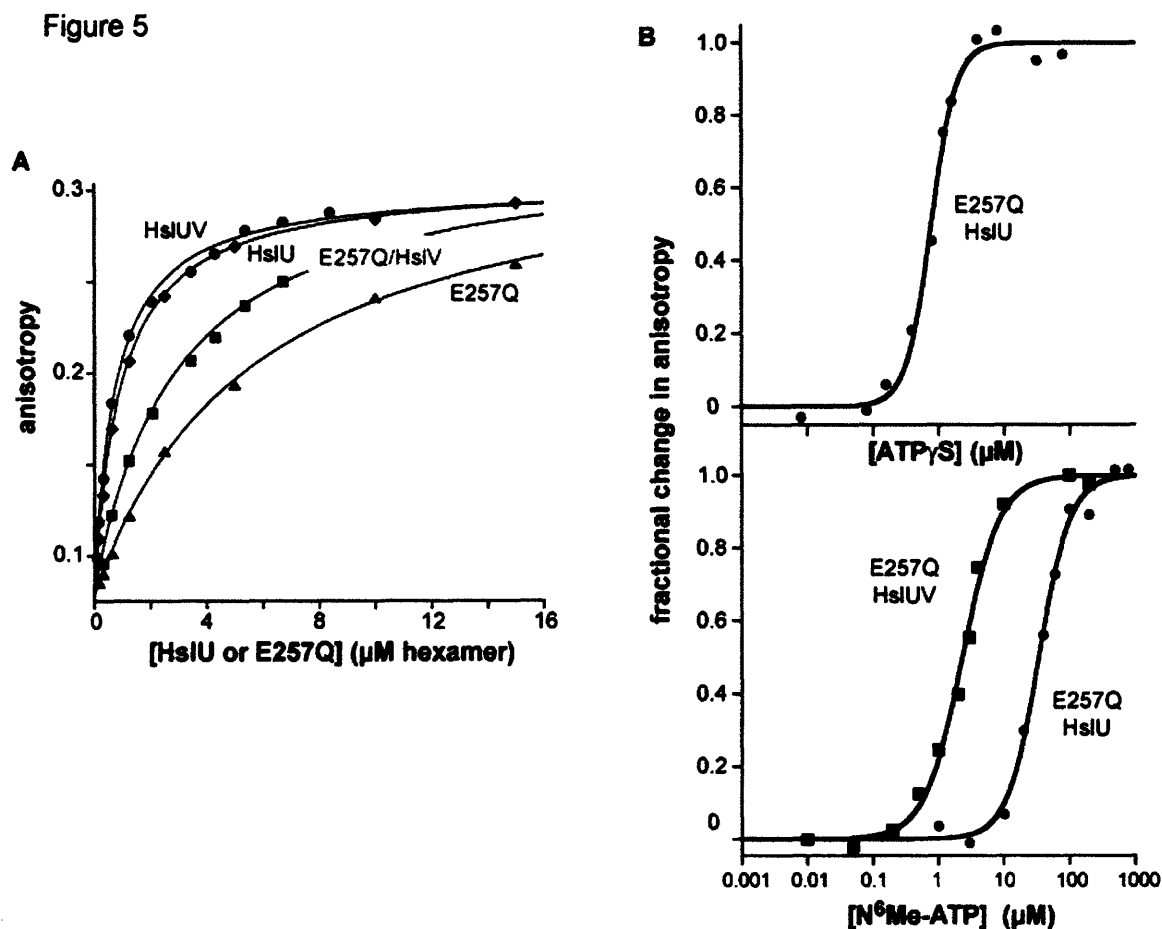 Figure 5
A
0.3
0.2
0.1
anisotropy
HslUV
HslU
E257Q/HslV
E257Q
0
4
8
12
16
[HslU or E257Q] (µM hexamer)
B
fractional change in anisotropy
1.0
0.8
0.6
0.4
0.2
0
E257Q
HslU
[ATPγS] (µM)
1.0
0.8
0.6
0.4
0.2
0
E257Q
HslUV
E257Q
HslU
0.001
0.01
0.1
1
10
100
1000
[N⁶Me-ATP] (µM)